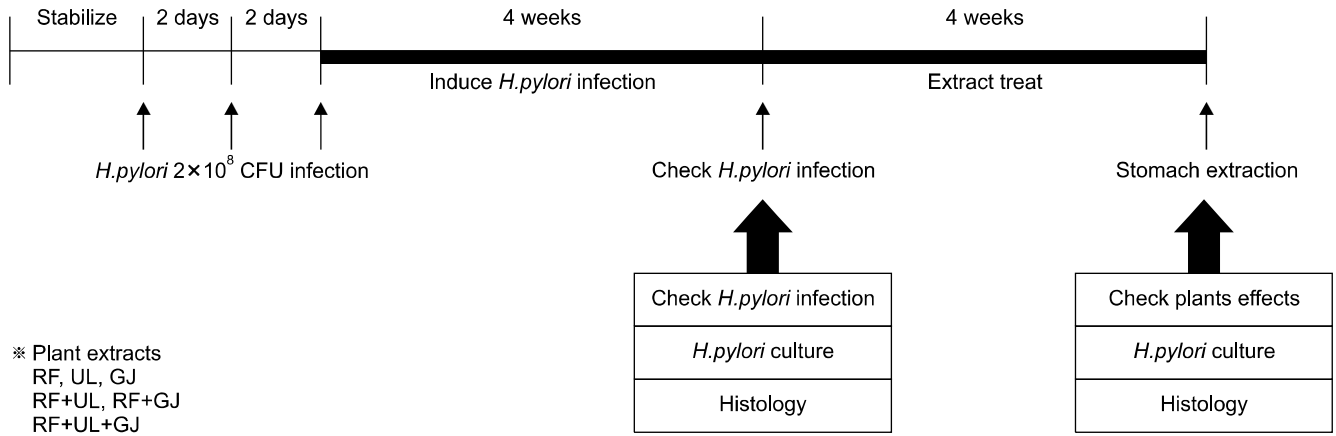 Stabilize 2 days 2 days 4 weeks 4 weeks
Induce H.pylori infection Extract treat
H.pylori 2×10⁸ CFU infection Check H.pylori infection Stomach extraction
Check H.pylori infection Check plants effects
H.pylori culture H.pylori culture
Histology Histology
※ Plant extracts
RF, UL, GJ
RF+UL, RF+GJ
RF+UL+GJ